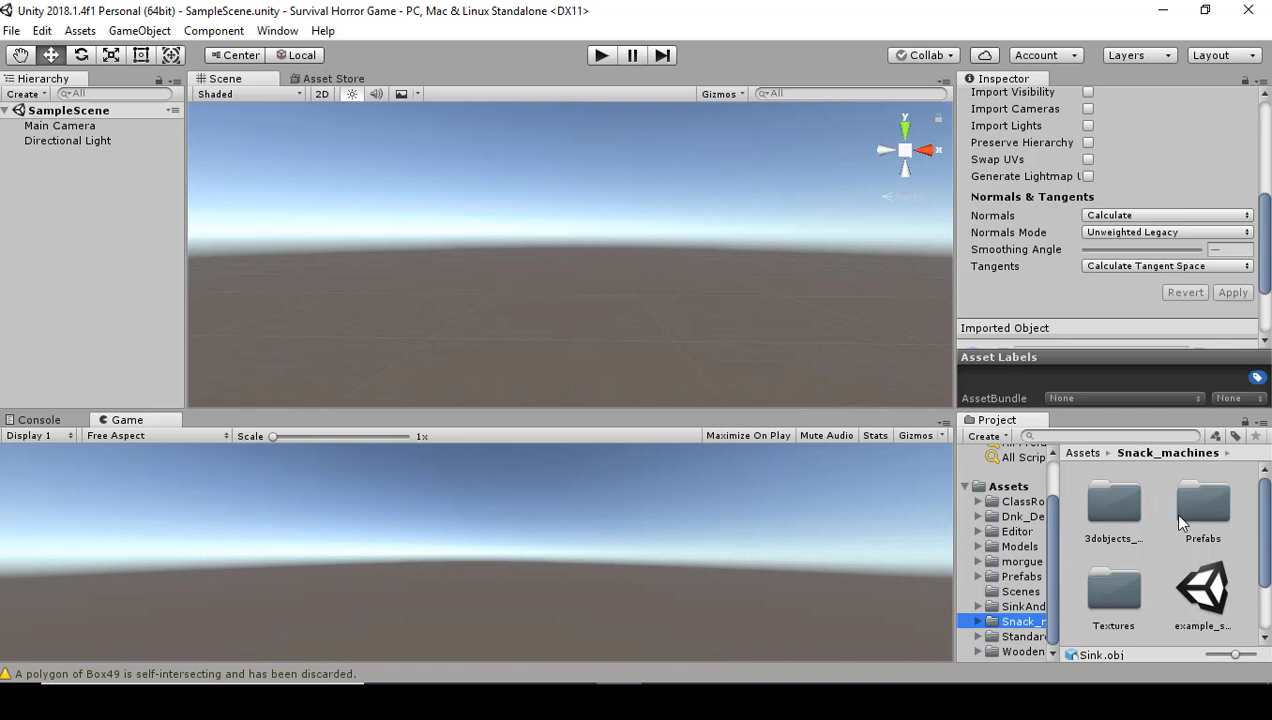 Unity 2018.1.4f1 Personal (64bit) - SampleScene.unity - Survival Horror Game - PC, Mac & Linux Standalone <DX11>
File Edit Assets GameObject Component Window Help
Center Local Collab Account Layers Layout
Hierarchy
Create All
SampleScene
Main Camera
Directional Light
Scene Asset Store
Shaded 2D Gizmos All
y
x
Persp
Inspector
Import Visibility
Import Cameras
Import Lights
Preserve Hierarchy
Swap UVs
Generate Lightmap U
Normals & Tangents
Normals Calculate
Normals Mode Unweighted Legacy
Smoothing Angle —
Tangents Calculate Tangent Space
Revert Apply
Imported Object
Asset Labels
AssetBundle None None
Console Game
Display 1 Free Aspect Scale 1x Maximize On Play Mute Audio Stats Gizmos
Project
Create
All Scrip
Assets
ClassRo
Dnk_De
Editor
Models
morgue
Prefabs
Scenes
SinkAnd
Snack_r
Standar
Wooden
Assets Snack_machines
3dobjects_... Prefabs
Textures example_s...
Sink.obj
A polygon of Box49 is self-intersecting and has been discarded.